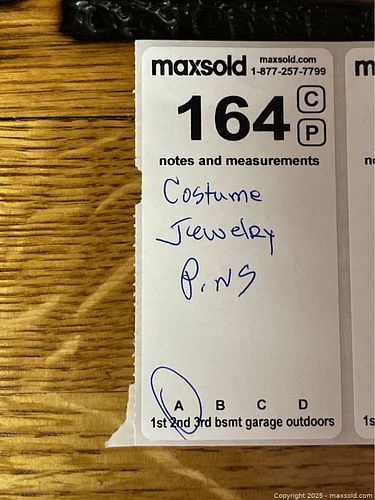 maxsold maxsold.com
1-877-257-7799
164 C
P
notes and measurements
Costume
Jewelry
Pins
A B C D
1st 2nd 3rd bsmt garage outdoors
m
n
1s
Copyright 2025 - maxsold.com